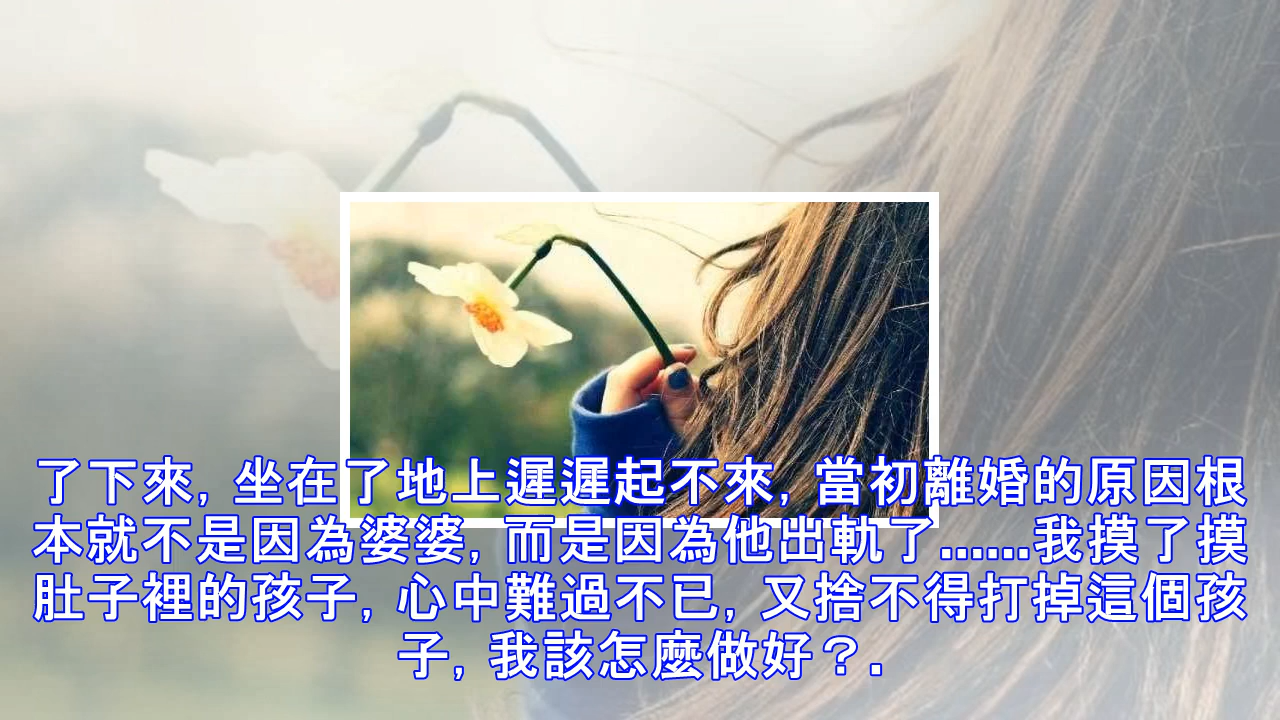 了下來, 坐在了地上遲遲起不來, 當初離婚的原因根
本就不是因為婆婆, 而是因為他出軌了......我摸了摸
肚子裡的孩子, 心中難過不已, 又捨不得打掉這個孩
子, 我該怎麼做好？.